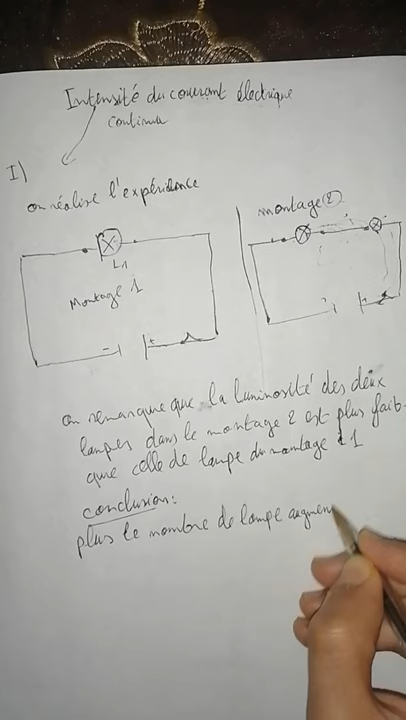 Intensité du courant électrique
continu
I)
on réalise l'expéridence
montage(2)
L1
Montage 1
- +
- +
on remarque que la luminosité des deux
lampes dans le montage 2 est plus faib
que celle de lampe du montage 1
conclusion:
plus le nombre de lampe augmen